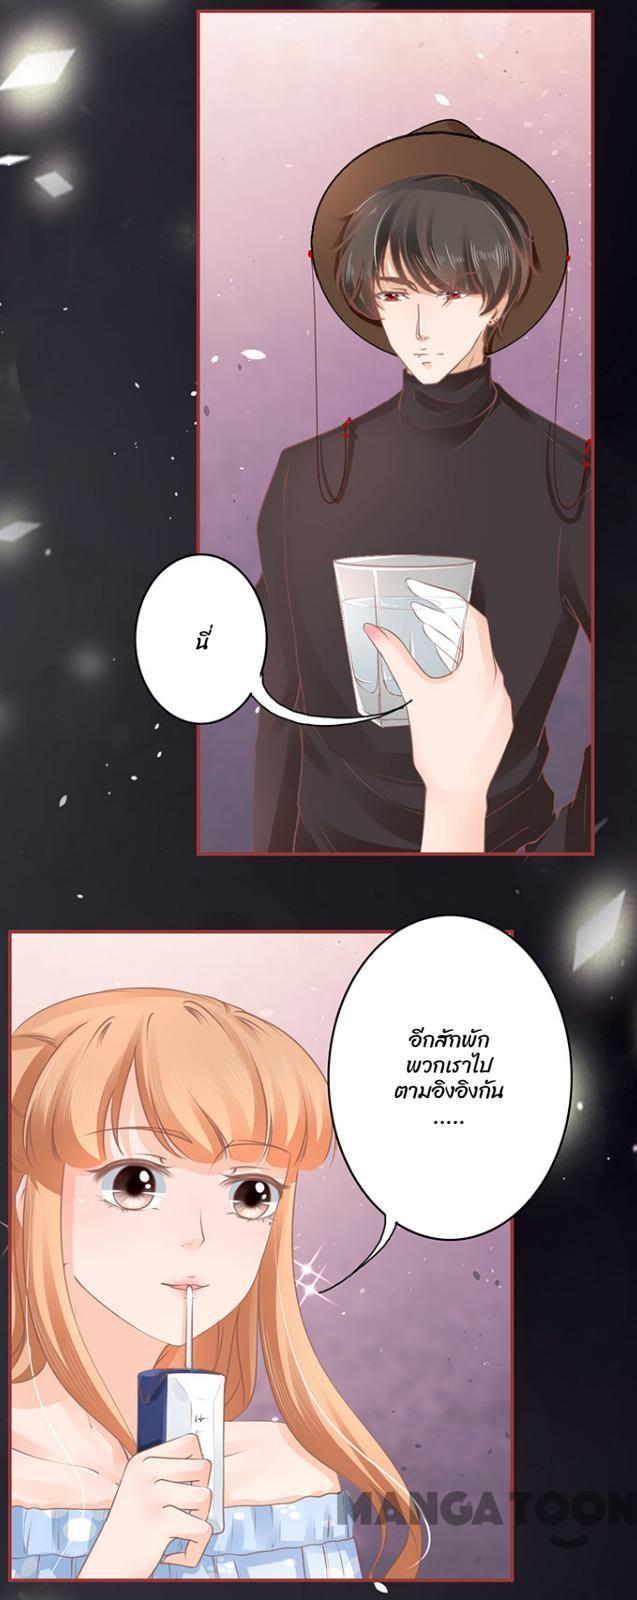 นี่
อีกสักพัก
พวกเราไป
ตามอิงอิงกัน
.....
MANGATOON